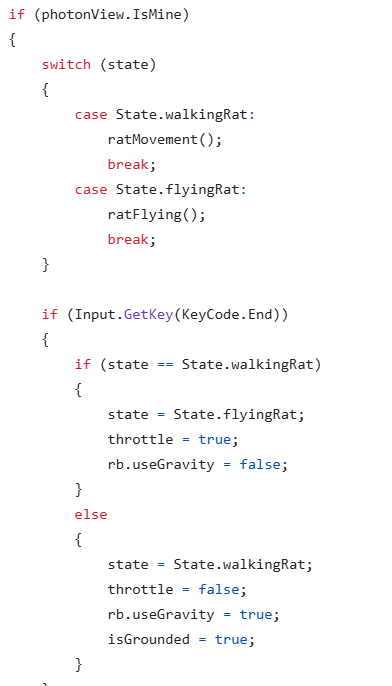 if (photonView.IsMine)
{
    switch (state)
    {
        case State.walkingRat:
            ratMovement();
            break;
        case State.flyingRat:
            ratFlying();
            break;
    }

    if (Input.GetKey(KeyCode.End))
    {
        if (state == State.walkingRat)
        {
            state = State.flyingRat;
            throttle = true;
            rb.useGravity = false;
        }
        else
        {
            state = State.walkingRat;
            throttle = false;
            rb.useGravity = true;
            isGrounded = true;
        }